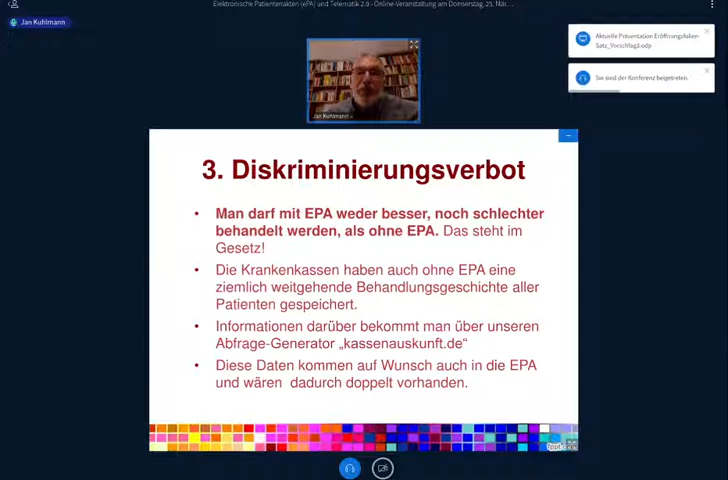 Elektronische Patientenakten (ePA) und Telematik 2.0 - Online-Veranstaltung am Donnerstag, 25. Mär...
Jan Kuhlmann
Aktuelle Präsentation
Sie sind der Konferenz beigetreten.
Jan Kuhlmann
3. Diskriminierungsverbot
• Man darf mit EPA weder besser, noch schlechter
behandelt werden, als ohne EPA. Das steht im
Gesetz!
• Die Krankenkassen haben auch ohne EPA eine
ziemlich weitgehende Behandlungsgeschichte aller
Patienten gespeichert.
• Informationen darüber bekommt man über unseren
Abfrage-Generator „kassenauskunft.de“
• Diese Daten kommen auf Wunsch auch in die EPA
und wären dadurch doppelt vorhanden.